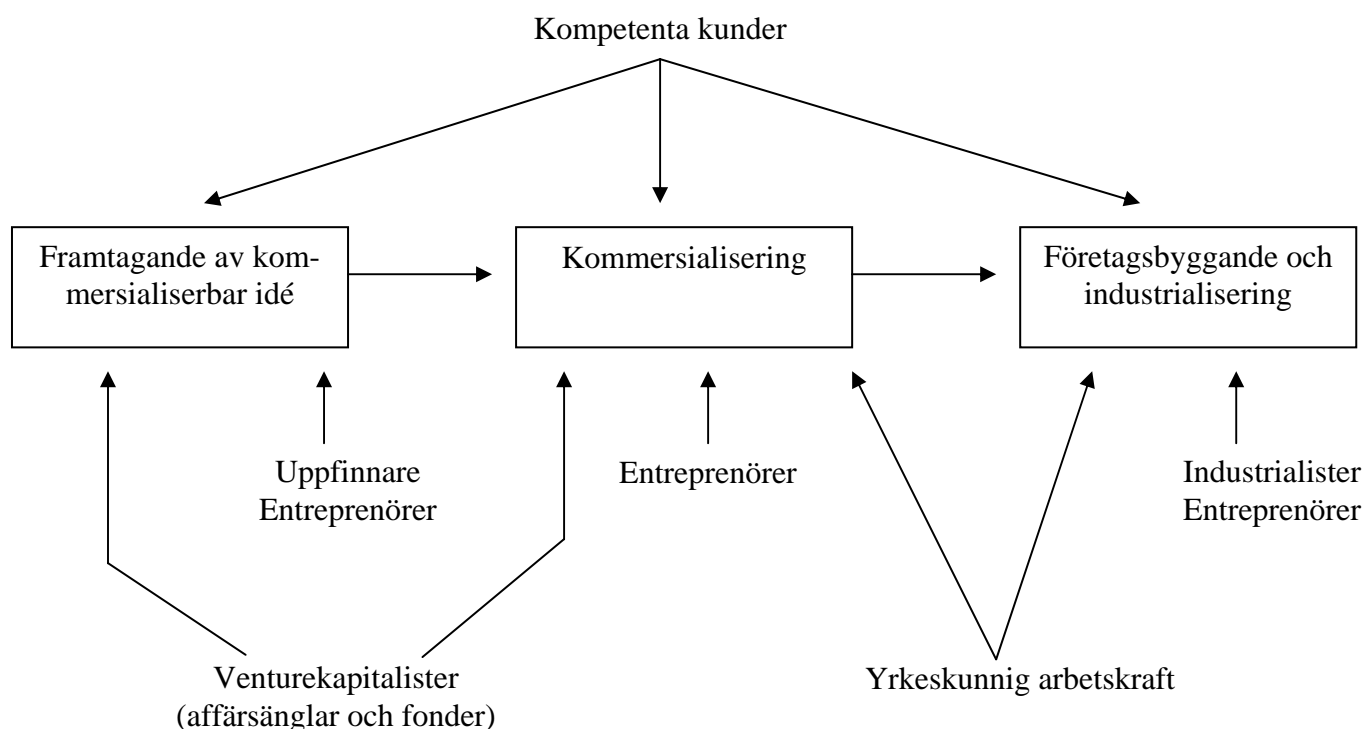 Kompetenta kunder
Framtagande av kom-
mersialiserbar idé
Kommersialisering
Företagsbyggande och
industrialisering
Uppfinnare
Entreprenörer
Entreprenörer
Industrialister
Entreprenörer
Venturekapitalister
(affärsänglar och fonder)
Yrkeskunnig arbetskraft